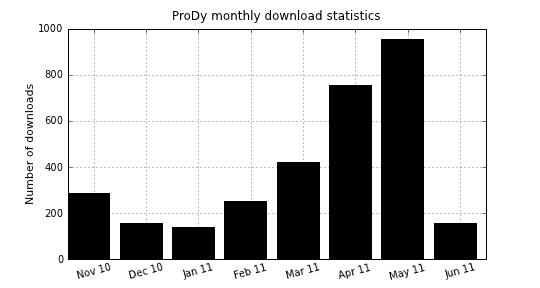 ProDy monthly download statistics
Number of downloads
1000
800
600
400
200
0
Nov 10
Dec 10
Jan 11
Feb 11
Mar 11
Apr 11
May 11
Jun 11